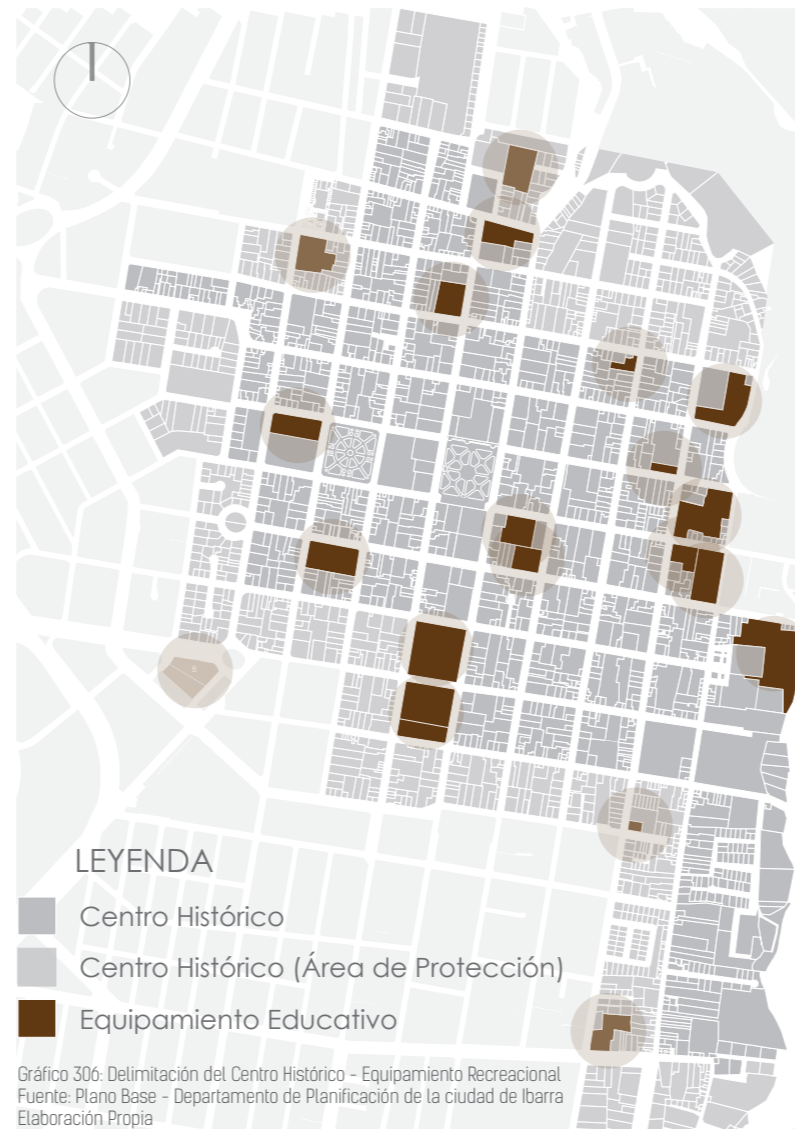 LEYENDA
Centro Histórico
Centro Histórico (Área de Protección)
Equipamiento Educativo
Gráfico 306: Delimitación del Centro Histórico - Equipamiento Recreacional
Fuente: Plano Base - Departamento de Planificación de la ciudad de Ibarra
Elaboración Propia